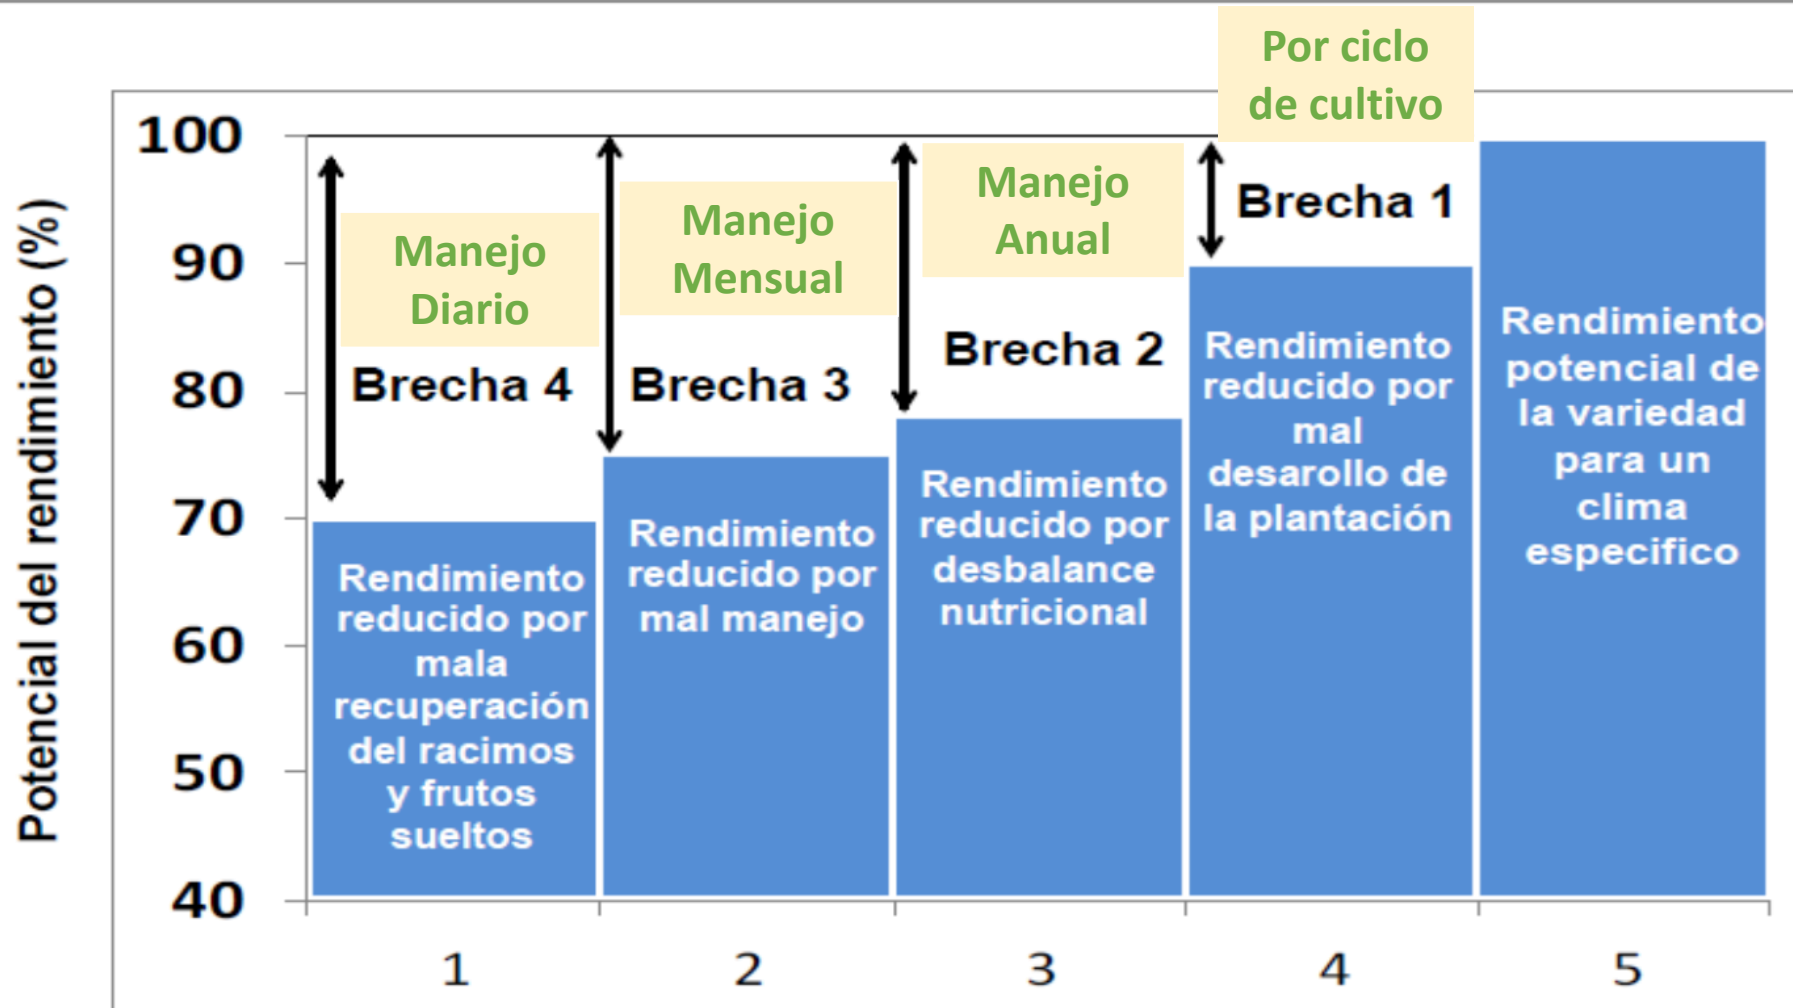 Potencial del rendimiento (%)
100
90
80
70
60
50
40
Manejo
Diario
Brecha 4
Rendimiento
reducido por
mala
recuperación
del racimos
y frutos
sueltos
Manejo
Mensual
Brecha 3
Rendimiento
reducido por
mal manejo
Manejo
Anual
Brecha 2
Rendimiento
reducido por
desbalance
nutricional
Por ciclo
de cultivo
Brecha 1
Rendimiento
reducido por
mal
desarollo de
la plantación
Rendimiento
potencial de
la variedad
para un
clima
especifico
1
2
3
4
5